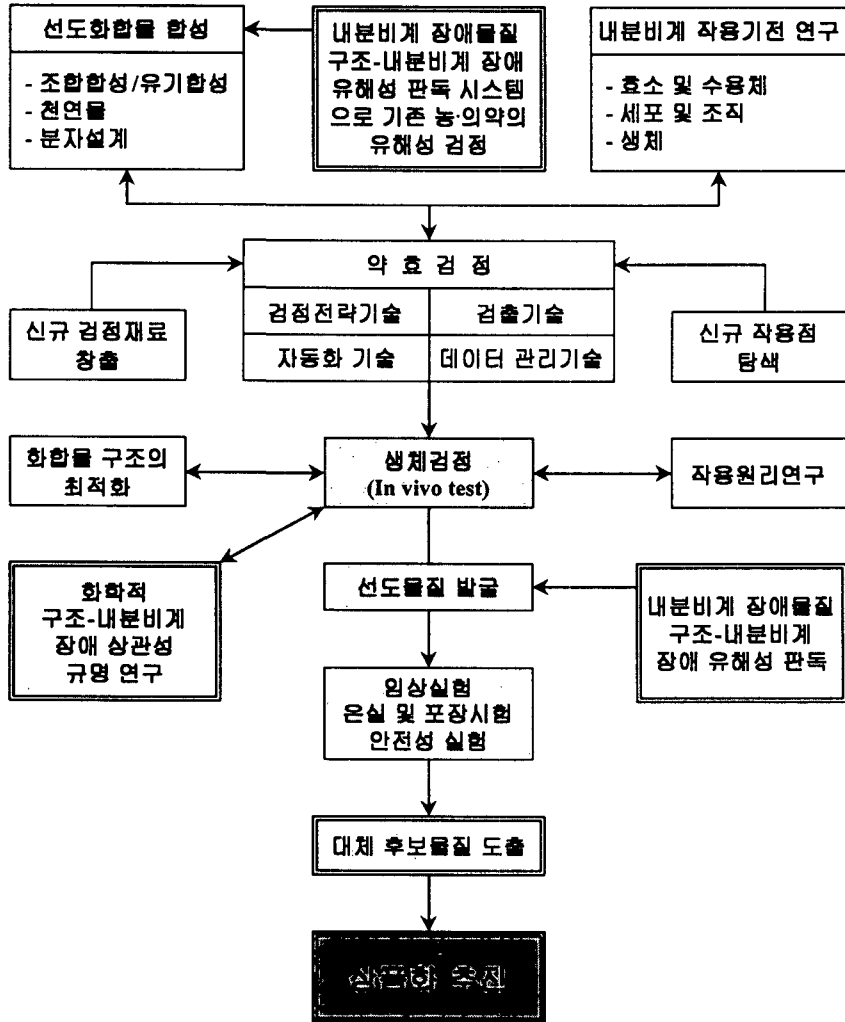 선도화합물 합성
- 조합합성/유기합성
- 천연물
- 분자설계
내분비계 장애물질
구조-내분비계 장애
유해성 판독 시스템
으로 기존 농·의약의
유해성 검정
내분비계 작용기전 연구
- 효소 및 수용체
- 세포 및 조직
- 생체
약 효 검 정
검정전략기술
검출기술
자동화 기술
데이터 관리기술
신규 검정재료
창출
신규 작용점
탐색
화합물 구조의
최적화
생체검정
(In vivo test)
작용원리연구
화학적
구조-내분비계
장애 상관성
규명 연구
선도물질 발굴
내분비계 장애물질
구조-내분비계
장애 유해성 판독
임상실험
온실 및 포장시험
안전성 실험
대체 후보물질 도출
상품화 추진